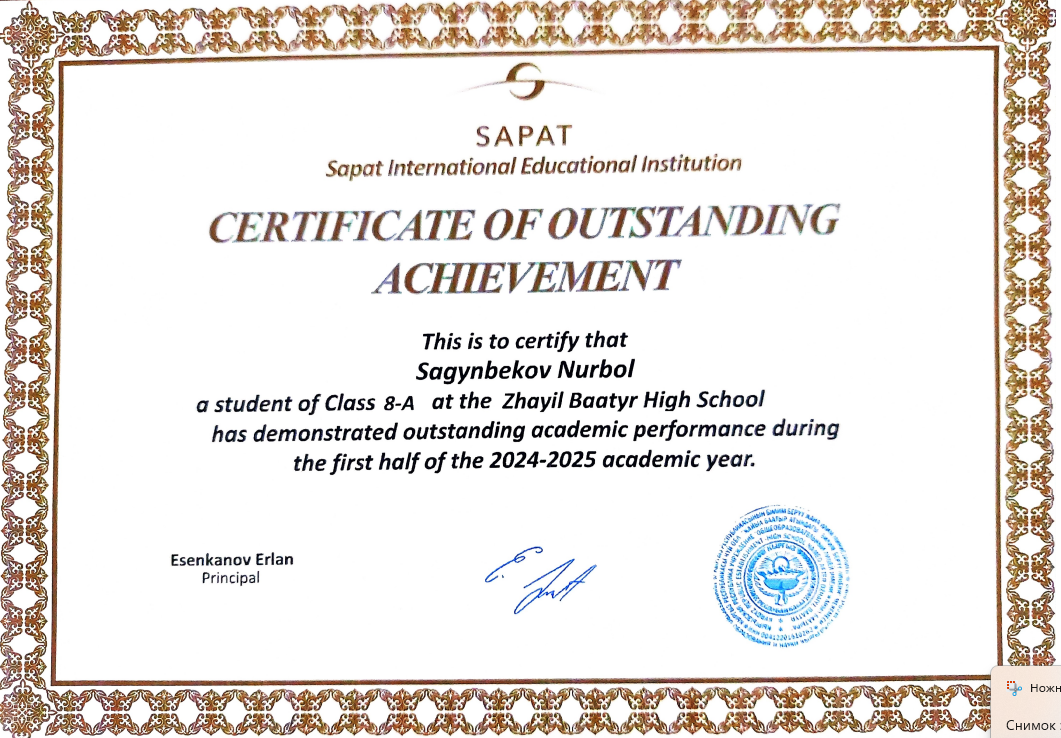 SAPAT
Sapat International Educational Institution
CERTIFICATE OF OUTSTANDING
ACHIEVEMENT
This is to certify that
Sagynbekov Nurbol
a student of Class 8-A at the Zhayil Baatyr High School
has demonstrated outstanding academic performance during
the first half of the 2024-2025 academic year.
Esenkanov Erlan
Principal
Снимок